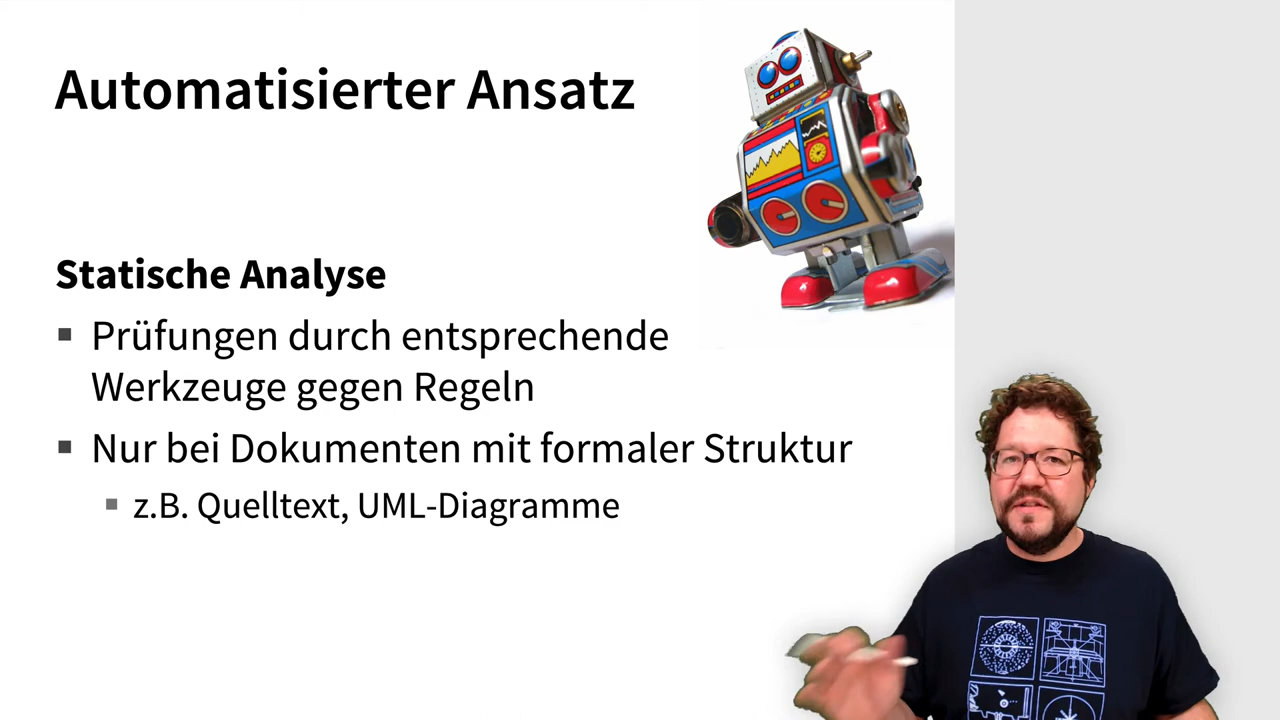 Automatisierter Ansatz
Statische Analyse
▪ Prüfungen durch entsprechende
Werkzeuge gegen Regeln
▪ Nur bei Dokumenten mit formaler Struktur
▪ z.B. Quelltext, UML-Diagramme